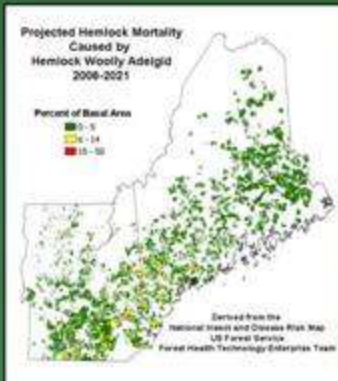 Projected Hemlock Mortality
Caused by
Hemlock Woolly Adelgid
2006-2021
Percent of Basal Area
0 - 5
6 - 14
15 - 50
Derived from the
National Insect and Disease Risk Map
US Forest Service
Forest Health Technology Enterprise Team